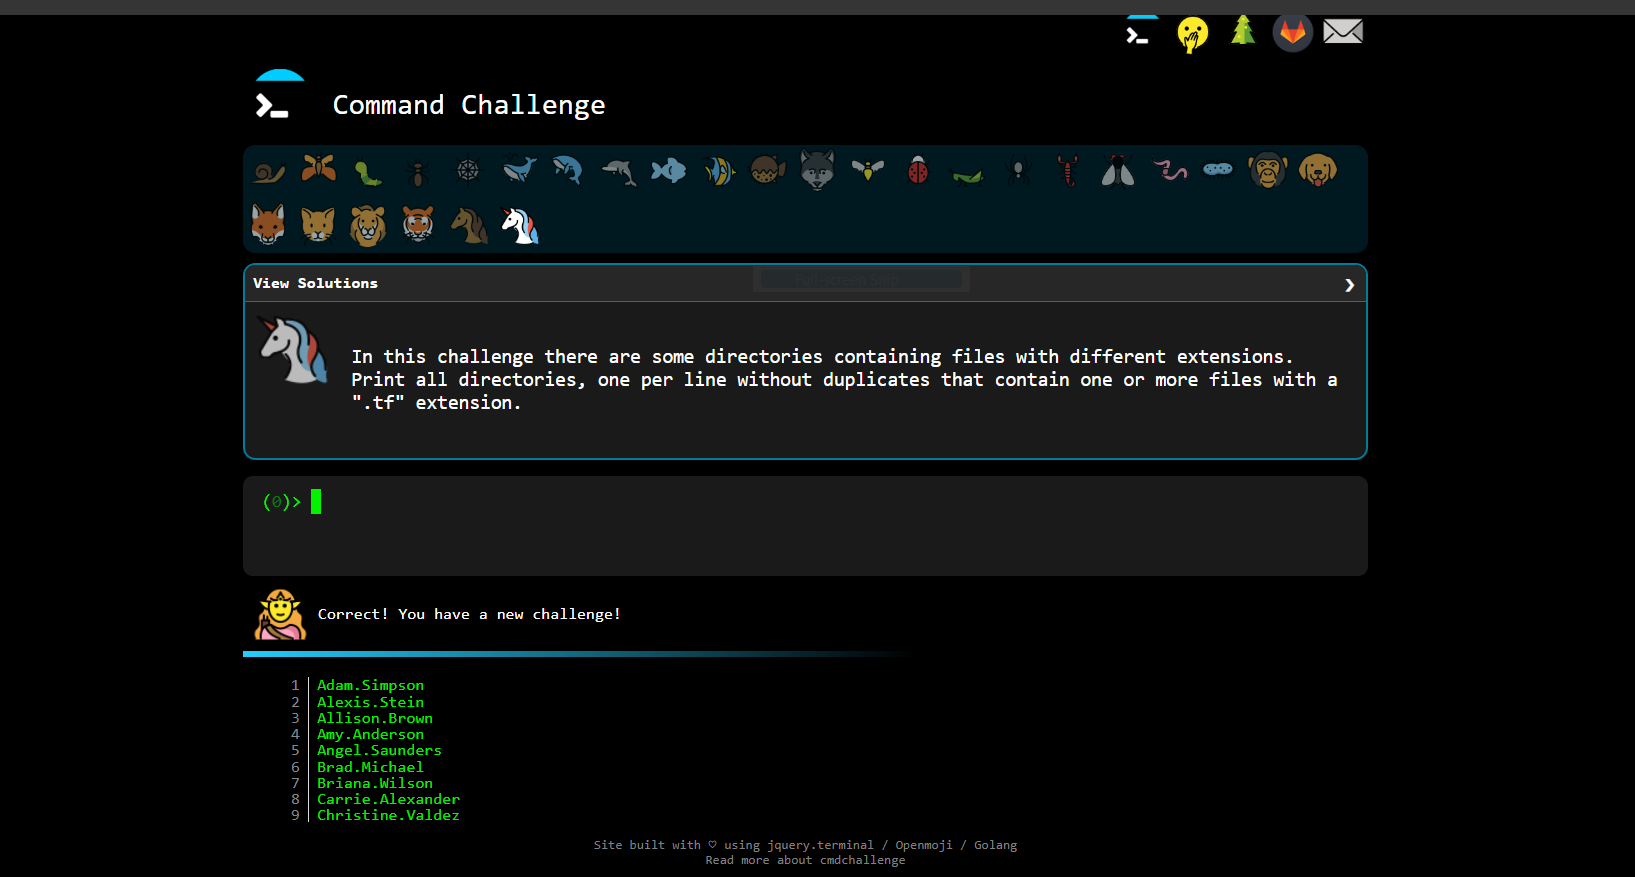 Command Challenge
View Solutions
In this challenge there are some directories containing files with different extensions.
Print all directories, one per line without duplicates that contain one or more files with a
".tf" extension.
(0)>
Correct! You have a new challenge!
1 Adam.Simpson
2 Alexis.Stein
3 Allison.Brown
4 Amy.Anderson
5 Angel.Saunders
6 Brad.Michael
7 Briana.Wilson
8 Carrie.Alexander
9 Christine.Valdez
Site built with ♡ using jquery.terminal / Openmoji / Golang
Read more about cmdchallenge